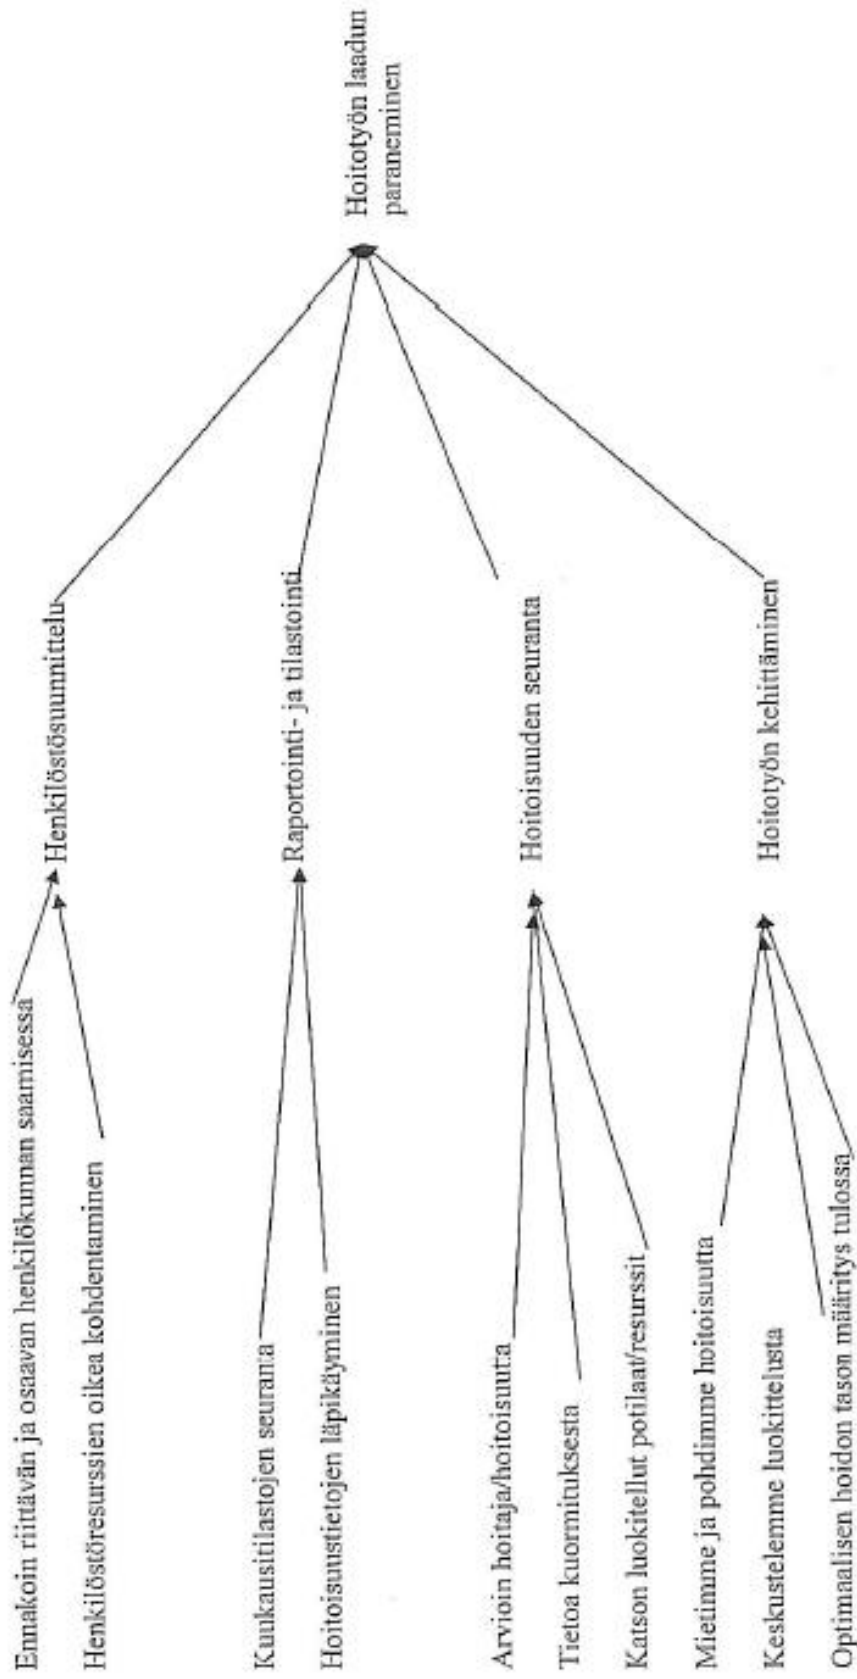 Ennakoin riittävän ja osaavan henkilökunnan saamisessa
Henkilöstöresurssien oikea kohdentaminen
Kuukausitilastojen seuranta
Hoitoisuustietojen läpikäyminen
Arvioin hoitaja/hoitoisuutta
Tietoa kuormituksesta
Katson luokitellut potilaat/resurssit
Mietimme ja pohdimme hoitoisuutta
Keskustelemme luokittelusta
Optimaalisen hoidon tason määritys tulossa
Henkilöstösuunnittelu
Raportointi- ja tilastointi
Hoitoisuuden seuranta
Hoitotyön kehittäminen
Hoitotyön laadun
paraneminen